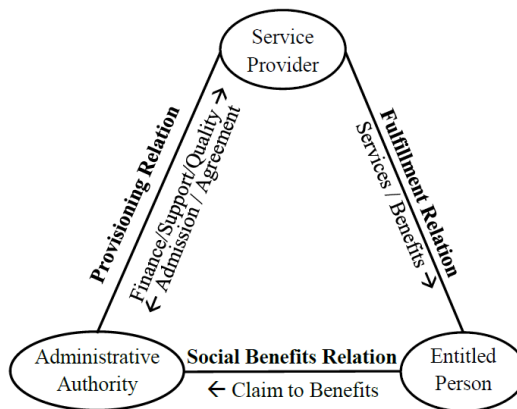 Service
Provider
Provisioning Relation
Finance/Support/Quality →
← Admission / Agreement
Fulfillment Relation
Services / Benefits →
Administrative
Authority
Social Benefits Relation
← Claim to Benefits
Entitled
Person